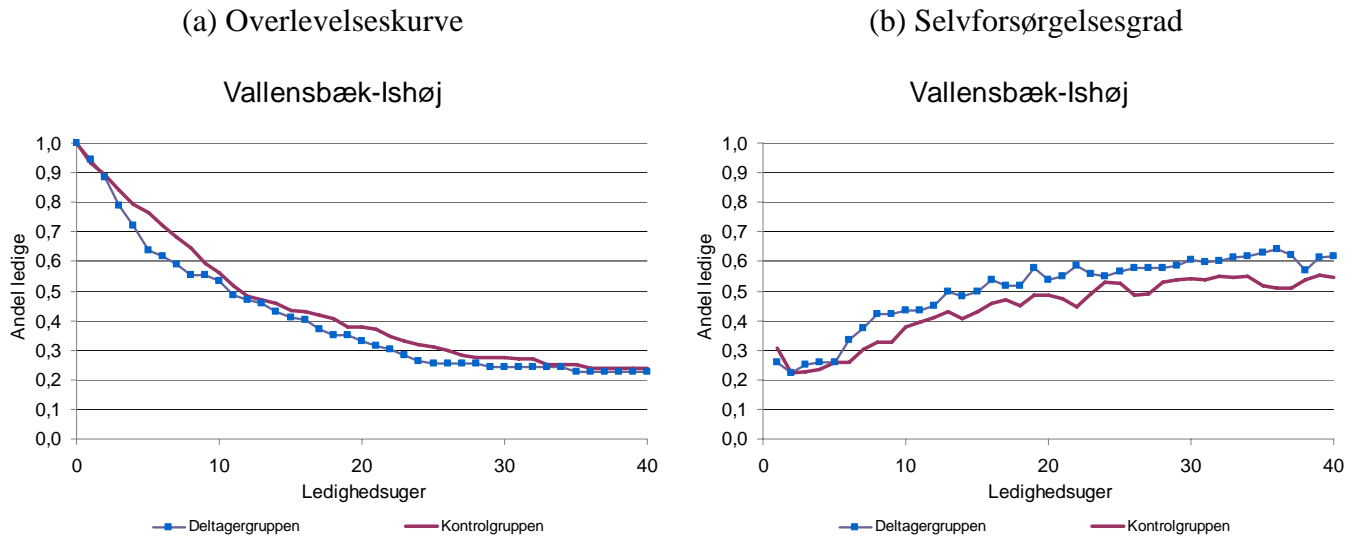 (a) Overlevelseskurve
Vallensbæk-Ishøj
Andel ledige
1,0
0,9
0,8
0,7
0,6
0,5
0,4
0,3
0,2
0,1
0,0
0 10 20 30 40
Ledighedsuger
Deltagergruppen Kontrolgruppen
(b) Selvforsørgelsesgrad
Vallensbæk-Ishøj
Andel ledige
1,0
0,9
0,8
0,7
0,6
0,5
0,4
0,3
0,2
0,1
0,0
0 10 20 30 40
Ledighedsuger
Deltagergruppen Kontrolgruppen